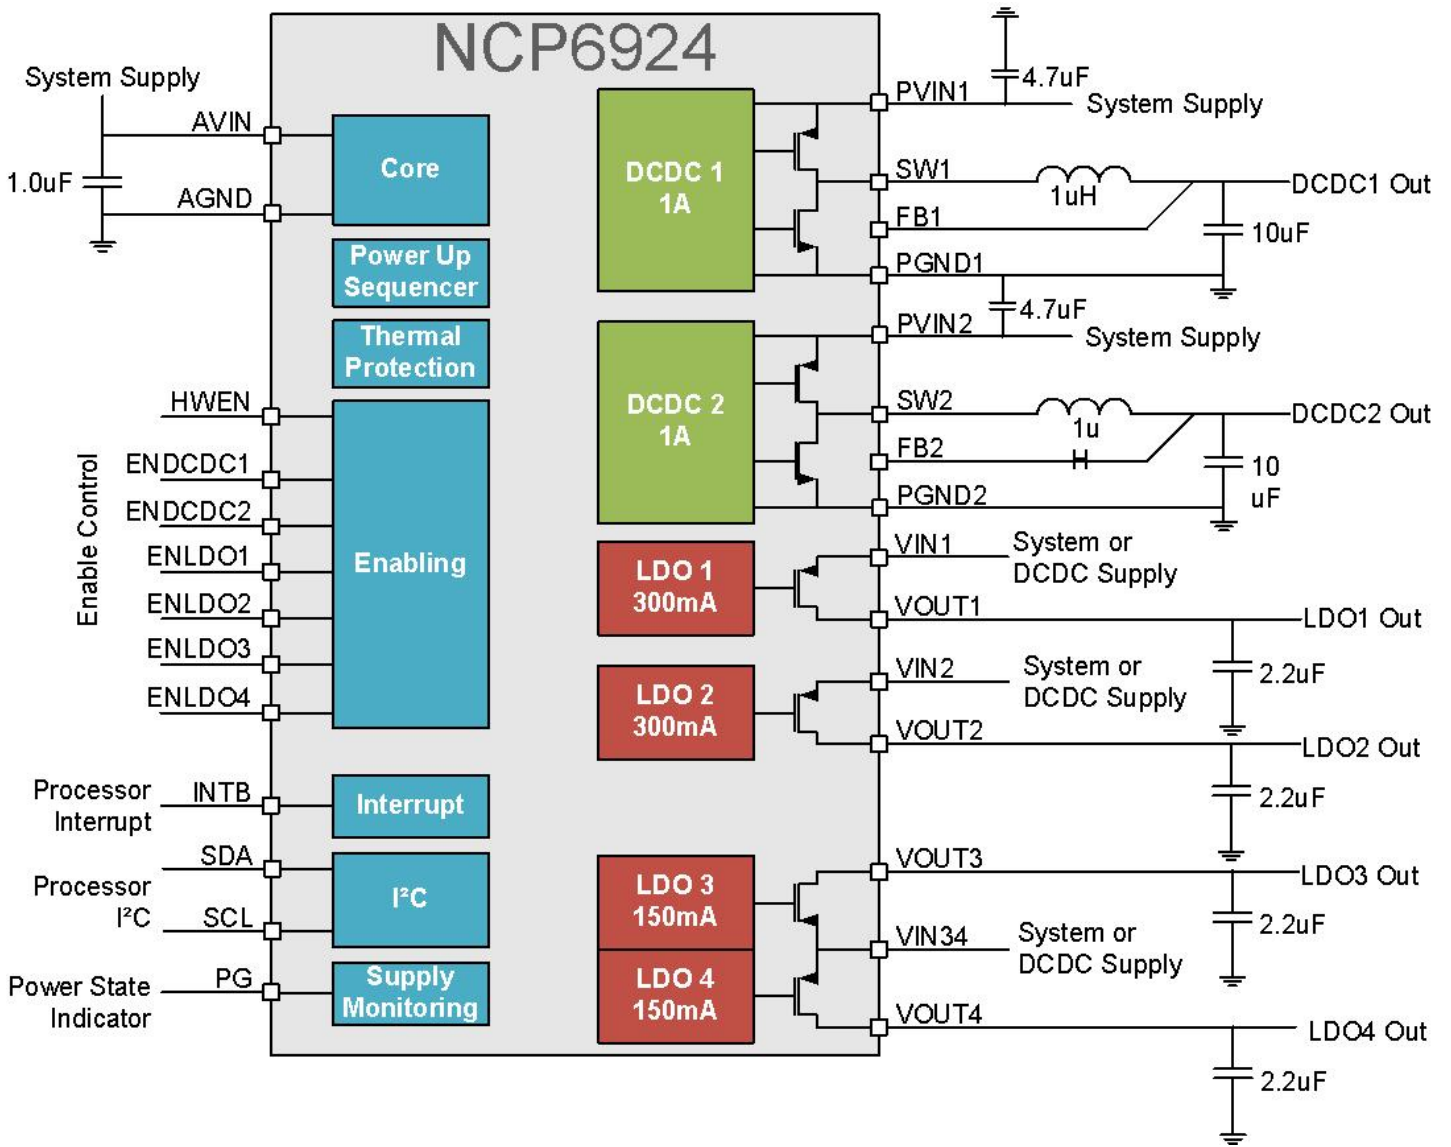 NCP6924
System Supply
AVIN
1.0uF
AGND
Core
Power Up
Sequencer
Thermal
Protection
HWEN
ENDCDC1
ENDCDC2
ENLDO1
ENLDO2
ENLDO3
ENLDO4
Enable Control
Enabling
Processor
Interrupt
INTB
Interrupt
SDA
Processor
I²C
SCL
I²C
Power State
Indicator
PG
Supply
Monitoring
DCDC 1
1A
PVIN1
4.7uF
System Supply
SW1
1uH
DCDC1 Out
FB1
10uF
PGND1
4.7uF
DCDC 2
1A
PVIN2
System Supply
SW2
1u
H
DCDC2 Out
FB2
10
uF
PGND2
LDO 1
300mA
VIN1
System or
DCDC Supply
VOUT1
LDO1 Out
2.2uF
LDO 2
300mA
VIN2
System or
DCDC Supply
VOUT2
LDO2 Out
2.2uF
LDO 3
150mA
VOUT3
LDO3 Out
2.2uF
VIN34
System or
DCDC Supply
LDO 4
150mA
VOUT4
LDO4 Out
2.2uF